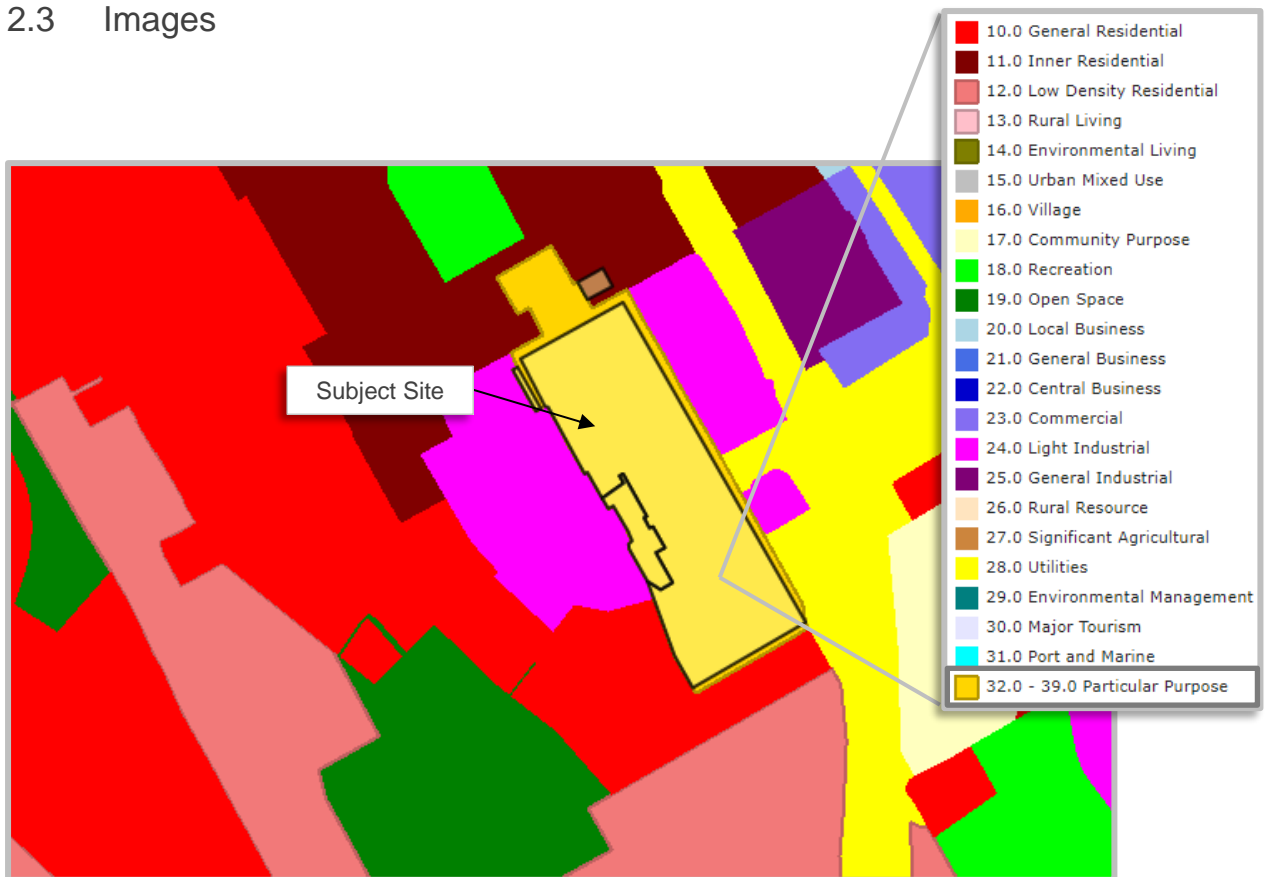 2.3 Images
10.0 General Residential
11.0 Inner Residential
12.0 Low Density Residential
13.0 Rural Living
14.0 Environmental Living
15.0 Urban Mixed Use
16.0 Village
17.0 Community Purpose
18.0 Recreation
19.0 Open Space
20.0 Local Business
21.0 General Business
22.0 Central Business
23.0 Commercial
24.0 Light Industrial
25.0 General Industrial
26.0 Rural Resource
27.0 Significant Agricultural
28.0 Utilities
29.0 Environmental Management
30.0 Major Tourism
31.0 Port and Marine
32.0 - 39.0 Particular Purpose
Subject Site